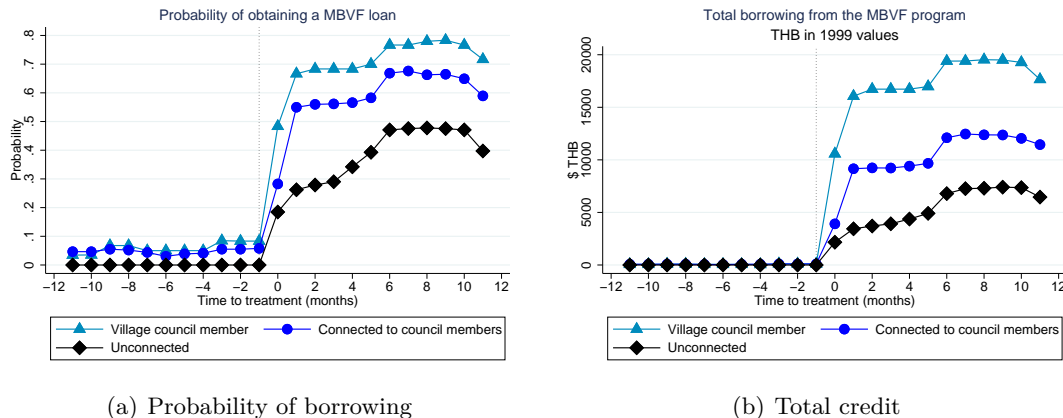 Probability of obtaining a MBVF loan
Probability
0 .1 .2 .3 .4 .5 .6 .7 .8
−12 −10 −8 −6 −4 −2 0 2 4 6 8 10 12
Time to treatment (months)
Village council member Connected to council members
Unconnected
(a) Probability of borrowing
Total borrowing from the MBVF program
THB in 1999 values
$ THB
0 5000 10000 15000 20000
−12 −10 −8 −6 −4 −2 0 2 4 6 8 10 12
Time to treatment (months)
Village council member Connected to council members
Unconnected
(b) Total credit